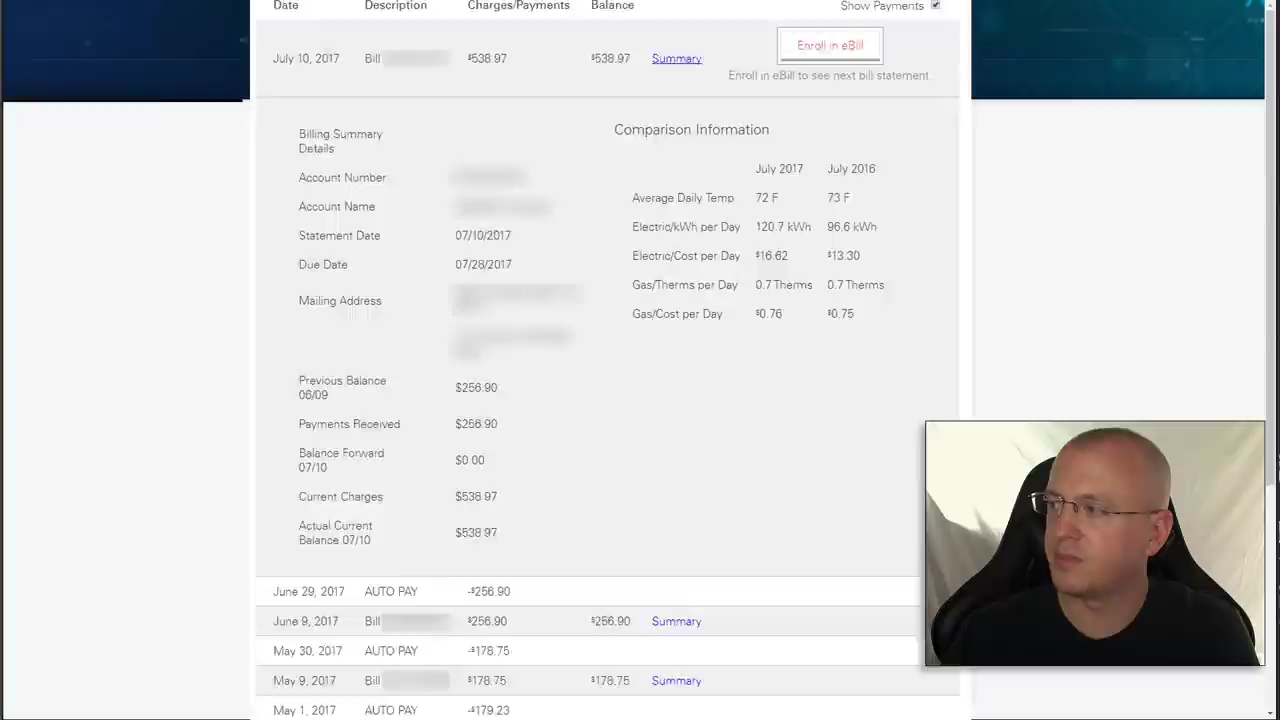 Date Description Charges/Payments Balance Show Payments
July 10, 2017 Bill $538.97 $538.97 Summary Enroll in eBill
Enroll in eBill to see next bill statement.
Billing Summary
Details
Account Number
Account Name
Statement Date 07/10/2017
Due Date 07/28/2017
Mailing Address
Previous Balance
06/09 $256.90
Payments Received $256.90
Balance Forward
07/10 $0.00
Current Charges $538.97
Actual Current
Balance 07/10 $538.97
Comparison Information
July 2017 July 2016
Average Daily Temp 72 F 73 F
Electric/kWh per Day 120.7 kWh 96.6 kWh
Electric/Cost per Day $16.62 $13.30
Gas/Therms per Day 0.7 Therms 0.7 Therms
Gas/Cost per Day $0.76 $0.75
June 29, 2017 AUTO PAY -$256.90
June 9, 2017 Bill $256.90 $256.90 Summary
May 30, 2017 AUTO PAY -$178.75
May 9, 2017 Bill $178.75 $178.75 Summary
May 1, 2017 AUTO PAY -$179.23